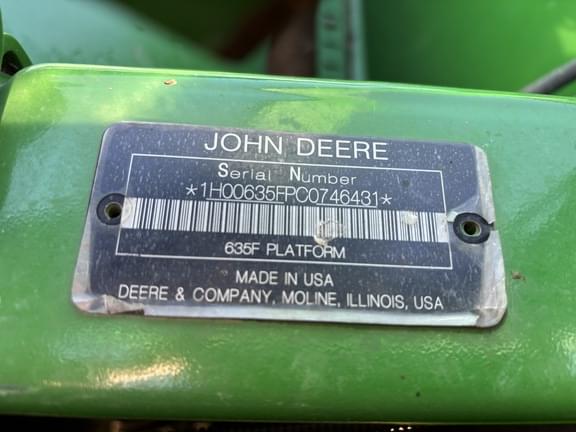 JOHN DEERE
Serial Number
*1H00635FPC0746431*
635F PLATFORM
MADE IN USA
DEERE & COMPANY, MOLINE, ILLINOIS, USA